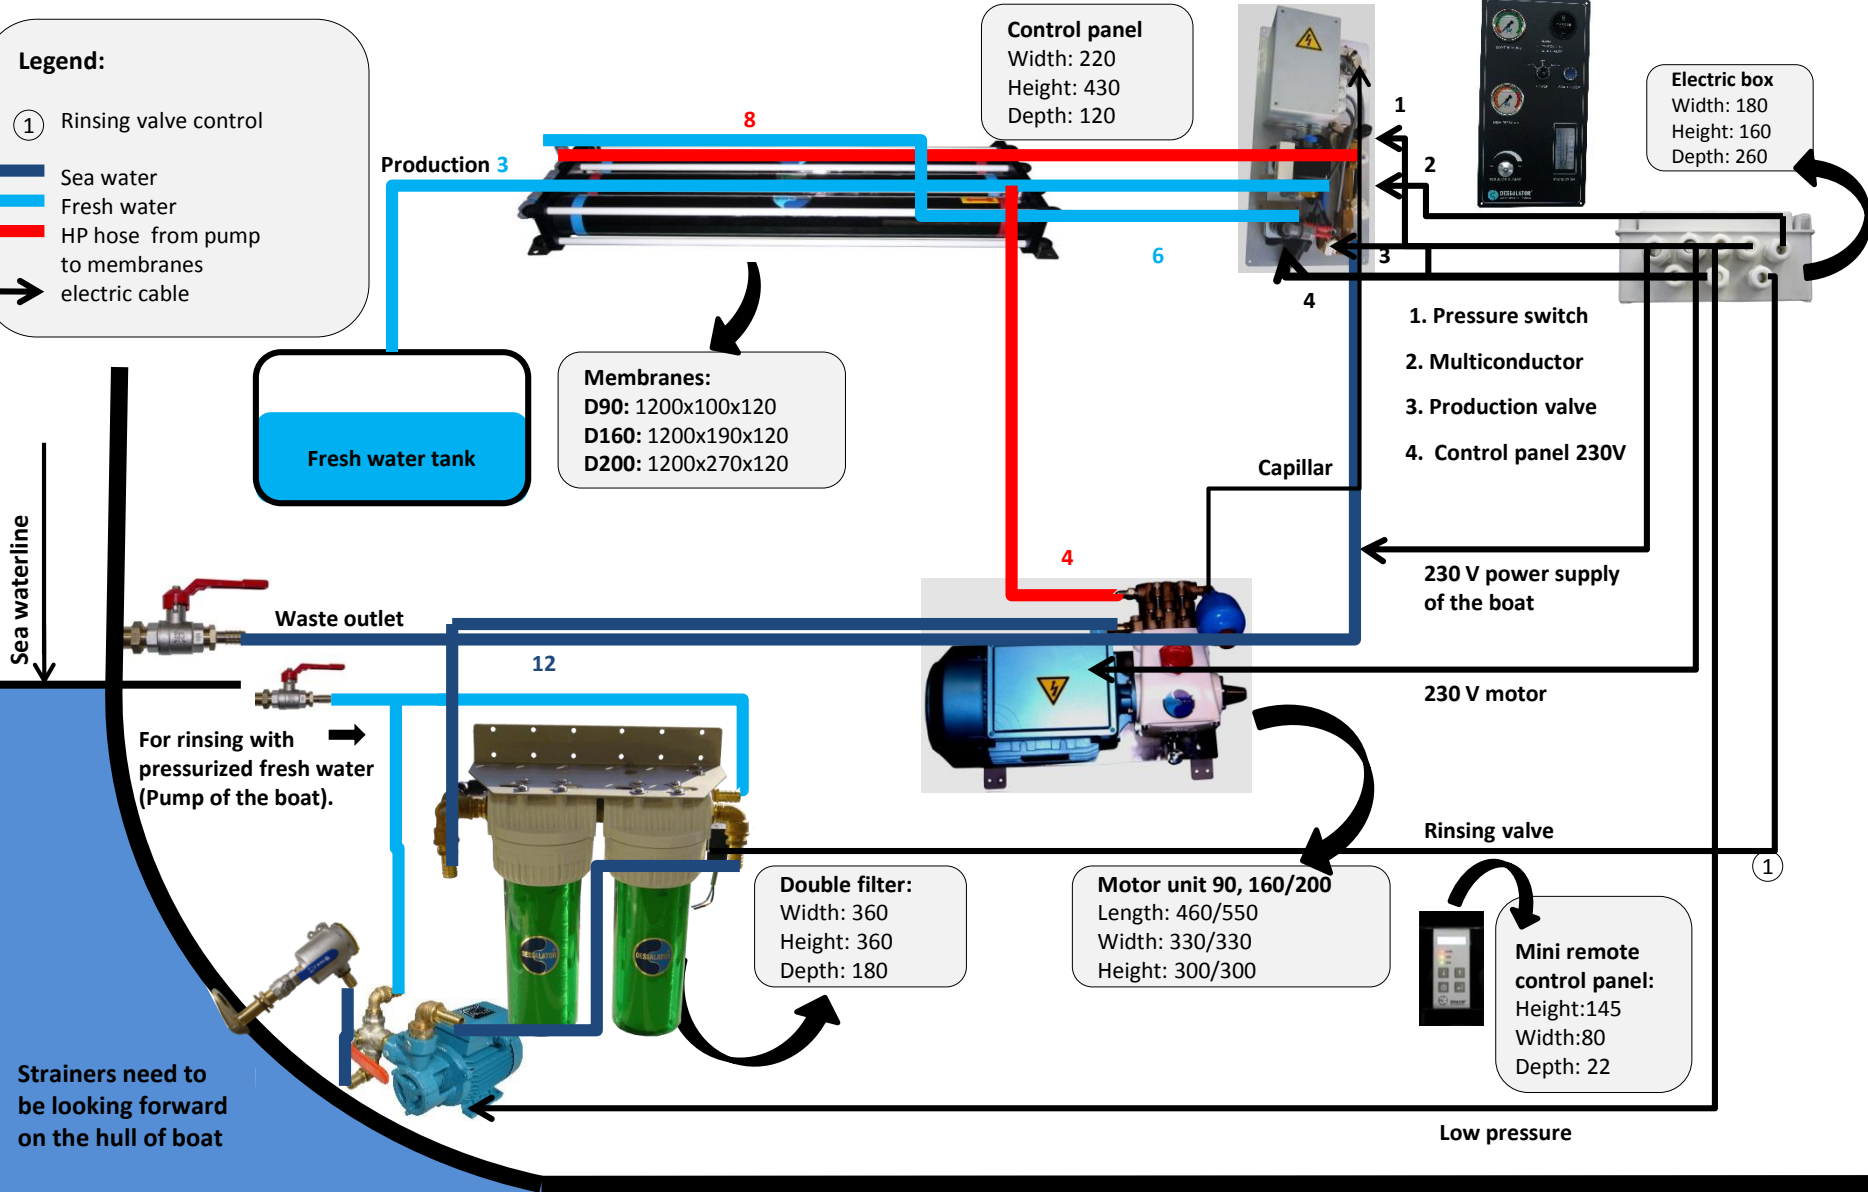 Legend:
1 Rinsing valve control
Sea water
Fresh water
HP hose from pump
to membranes
electric cable
Control panel
Width: 220
Height: 430
Depth: 120
Electric box
Width: 180
Height: 160
Depth: 260
DESSALATOR
8
Production 3
6
1
2
3
4
1. Pressure switch
2. Multiconductor
3. Production valve
4. Control panel 230V
Membranes:
D90: 1200x100x120
D160: 1200x190x120
D200: 1200x270x120
Fresh water tank
Capillar
Sea waterline
4
230 V power supply
of the boat
Waste outlet
12
230 V motor
For rinsing with
pressurized fresh water
(Pump of the boat).
Rinsing valve
1
Double filter:
Width: 360
Height: 360
Depth: 180
DESSALATOR
DESSALATOR
Motor unit 90, 160/200
Length: 460/550
Width: 330/330
Height: 300/300
Mini remote
control panel:
Height:145
Width:80
Depth: 22
Strainers need to
be looking forward
on the hull of boat
Low pressure